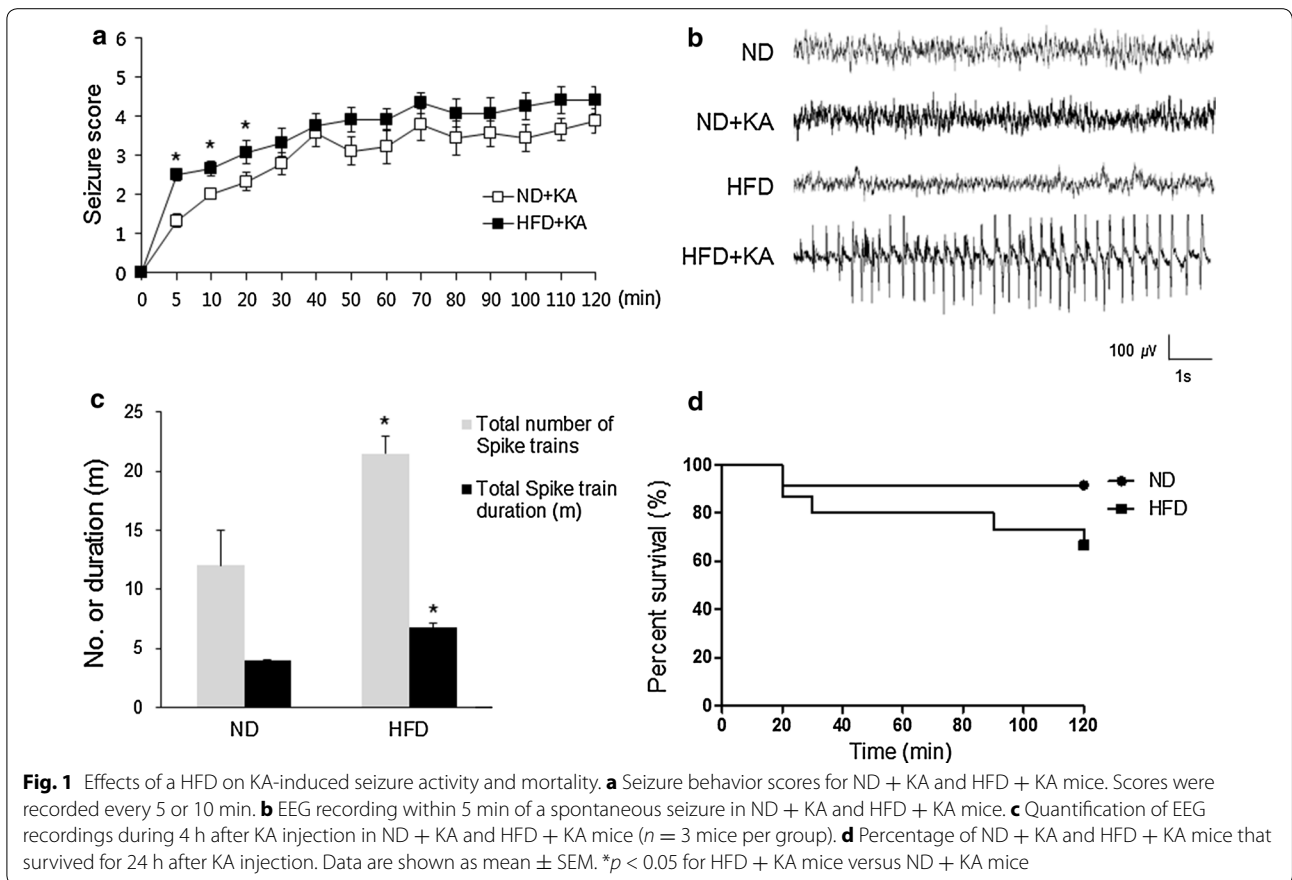 a
6
5
4
3
2
1
0
Seizure score
* * *
ND+KA
HFD+KA
0 5 10 20 30 40 50 60 70 80 90 100 110 120 (min)
b
ND
ND+KA
HFD
HFD+KA
100 µV
1s
c
25
20
15
10
5
0
No. or duration (m)
*
*
Total number of
Spike trains
Total Spike train
duration (m)
ND HFD
d
100
80
60
40
20
0
Percent survival (%)
ND
HFD
0 20 40 60 80 100 120
Time (min)
Fig. 1 Effects of a HFD on KA-induced seizure activity and mortality. a Seizure behavior scores for ND + KA and HFD + KA mice. Scores were
recorded every 5 or 10 min. b EEG recording within 5 min of a spontaneous seizure in ND + KA and HFD + KA mice. c Quantification of EEG
recordings during 4 h after KA injection in ND + KA and HFD + KA mice (n = 3 mice per group). d Percentage of ND + KA and HFD + KA mice that
survived for 24 h after KA injection. Data are shown as mean ± SEM. *p < 0.05 for HFD + KA mice versus ND + KA mice